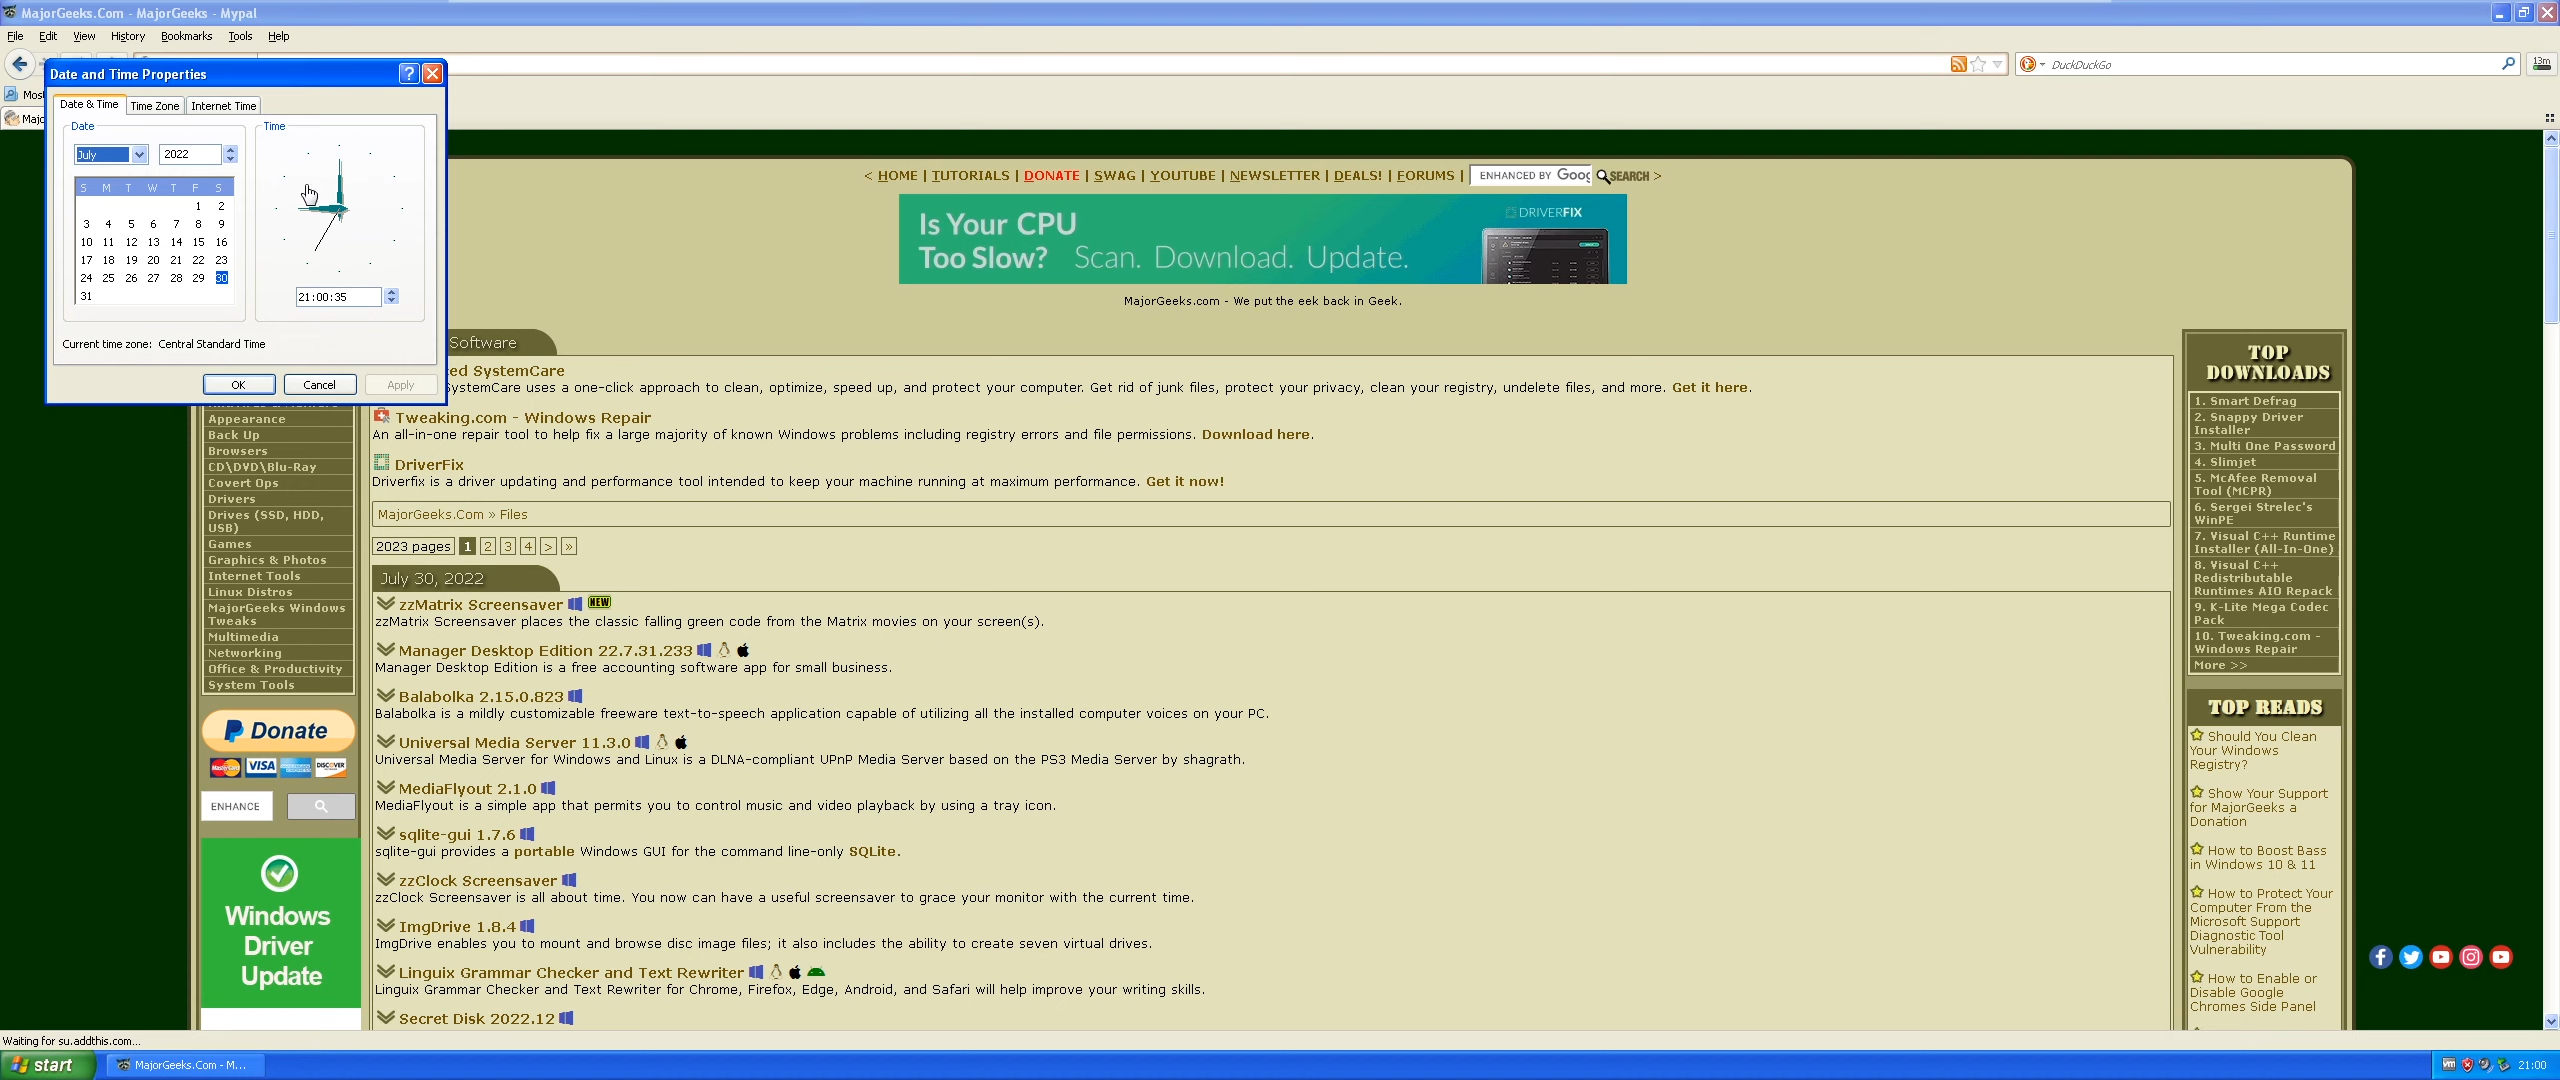 MajorGeeks.Com - MajorGeeks - Mypal
File Edit View History Bookmarks Tools Help
DuckDuckGo
13m
Date and Time Properties
Date & Time Time Zone Internet Time
Date
Time
July 2022
S M T W T F S
1 2
3 4 5 6 7 8 9
10 11 12 13 14 15 16
17 18 19 20 21 22 23
24 25 26 27 28 29 30
31
21:00:35
Current time zone: Central Standard Time
OK Cancel Apply
< HOME | TUTORIALS | DONATE | SWAG | YOUTUBE | NEWSLETTER | DEALS! | FORUMS | ENHANCED BY Goog SEARCH >
Is Your CPU
Too Slow? Scan. Download. Update.
DRIVERFIX
MajorGeeks.com - We put the eek back in Geek.
Software
SystemCare
SystemCare uses a one-click approach to clean, optimize, speed up, and protect your computer. Get rid of junk files, protect your privacy, clean your registry, undelete files, and more. Get it here.
Tweaking.com - Windows Repair
An all-in-one repair tool to help fix a large majority of known Windows problems including registry errors and file permissions. Download here.
DriverFix
Driverfix is a driver updating and performance tool intended to keep your machine running at maximum performance. Get it now!
MajorGeeks.Com » Files
2023 pages 1 2 3 4 > »
July 30, 2022
zzMatrix Screensaver NEW
zzMatrix Screensaver places the classic falling green code from the Matrix movies on your screen(s).
Manager Desktop Edition 22.7.31.233
Manager Desktop Edition is a free accounting software app for small business.
Balabolka 2.15.0.823
Balabolka is a mildly customizable freeware text-to-speech application capable of utilizing all the installed computer voices on your PC.
Universal Media Server 11.3.0
Universal Media Server for Windows and Linux is a DLNA-compliant UPnP Media Server based on the PS3 Media Server by shagrath.
MediaFlyout 2.1.0
MediaFlyout is a simple app that permits you to control music and video playback by using a tray icon.
sqlite-gui 1.7.6
sqlite-gui provides a portable Windows GUI for the command line-only SQLite.
zzClock Screensaver
zzClock Screensaver is all about time. You now can have a useful screensaver to grace your monitor with the current time.
ImgDrive 1.8.4
ImgDrive enables you to mount and browse disc image files; it also includes the ability to create seven virtual drives.
Linguix Grammar Checker and Text Rewriter
Linguix Grammar Checker and Text Rewriter for Chrome, Firefox, Edge, Android, and Safari will help improve your writing skills.
Secret Disk 2022.12
Appearance
Back Up
Browsers
CD\DVD\Blu-Ray
Covert Ops
Drivers
Drives (SSD, HDD,
USB)
Games
Graphics & Photos
Internet Tools
Linux Distros
MajorGeeks Windows
Tweaks
Multimedia
Networking
Office & Productivity
System Tools
Donate
MasterCard VISA DISCOVER
ENHANCE
Windows
Driver
Update
TOP
DOWNLOADS
1. Smart Defrag
2. Snappy Driver
Installer
3. Multi One Password
4. Slimjet
5. McAfee Removal
Tool (MCPR)
6. Sergei Strelec's
WinPE
7. Visual C++ Runtime
Installer (All-In-One)
8. Visual C++
Redistributable
Runtimes AIO Repack
9. K-Lite Mega Codec
Pack
10. Tweaking.com -
Windows Repair
More >>
TOP READS
Should You Clean
Your Windows
Registry?
Show Your Support
for MajorGeeks a
Donation
How to Boost Bass
in Windows 10 & 11
How to Protect Your
Computer From the
Microsoft Support
Diagnostic Tool
Vulnerability
How to Enable or
Disable Google
Chromes Side Panel
Waiting for su.addthis.com...
start
MajorGeeks.Com - M...
21:00